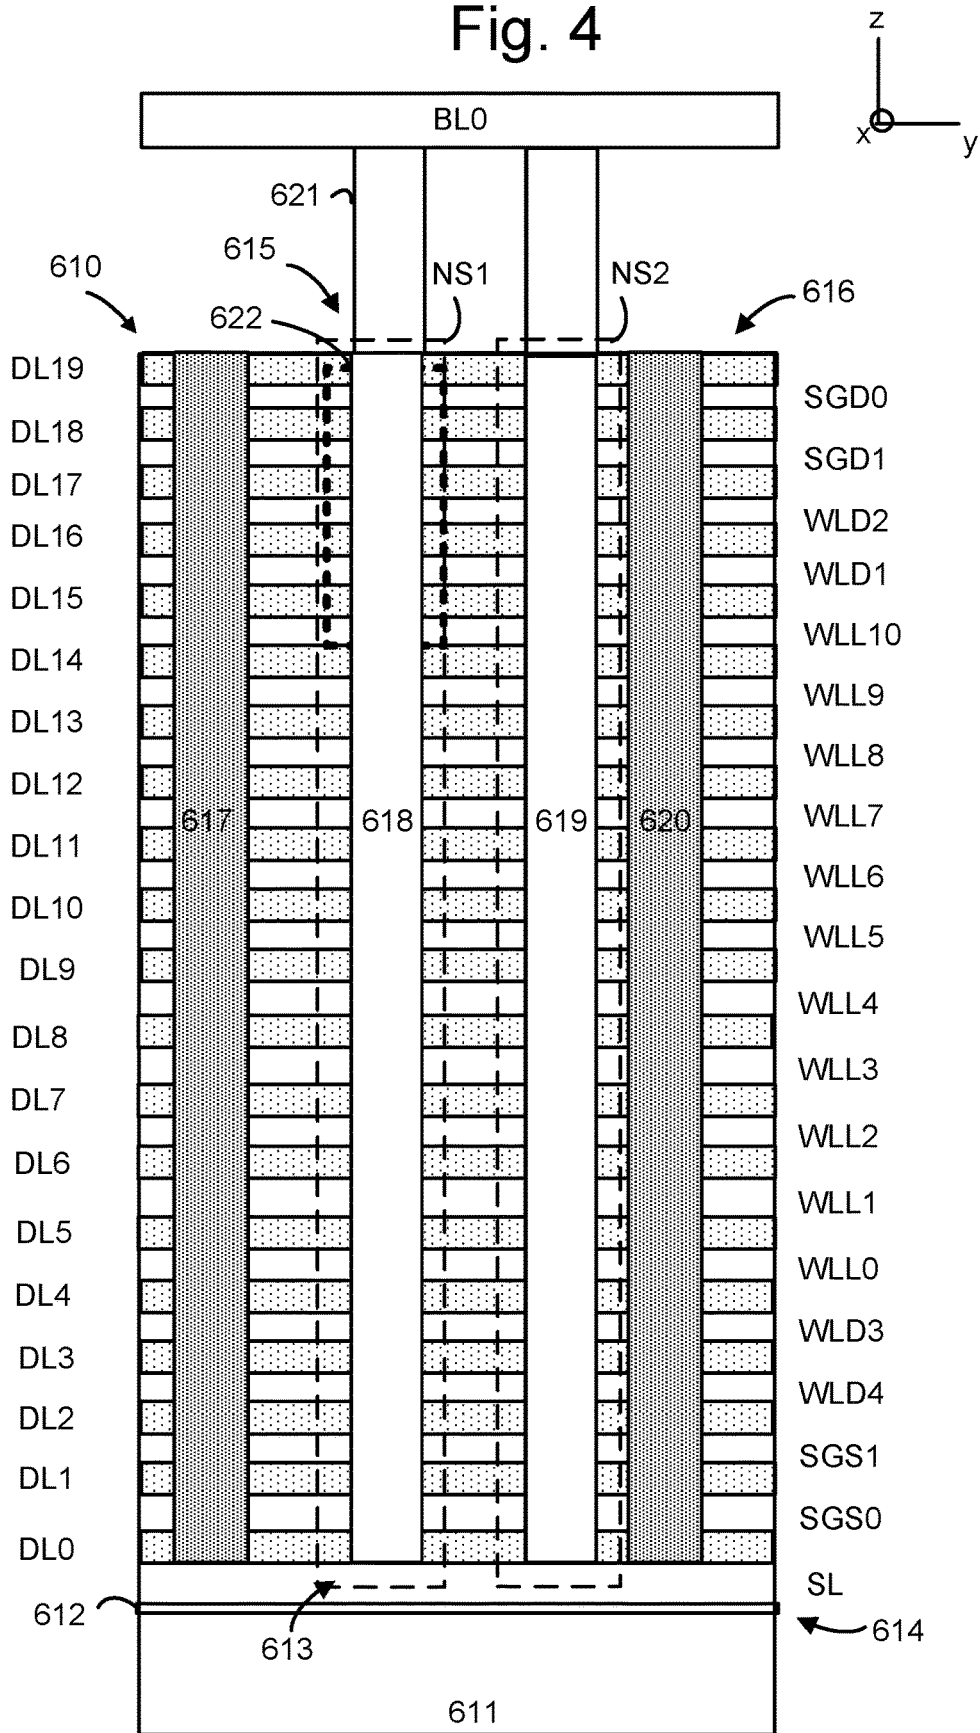 Fig. 4
z
x
y
BL0
621
615
NS1
NS2
610
622
616
DL19
SGD0
DL18
SGD1
DL17
WLD2
DL16
WLD1
DL15
WLL10
DL14
WLL9
DL13
WLL8
DL12
WLL7
617
618
619
620
DL11
WLL6
DL10
WLL5
DL9
WLL4
DL8
WLL3
DL7
WLL2
DL6
WLL1
DL5
WLL0
DL4
WLD3
DL3
WLD4
DL2
SGS1
DL1
SGS0
DL0
SL
612
613
614
611